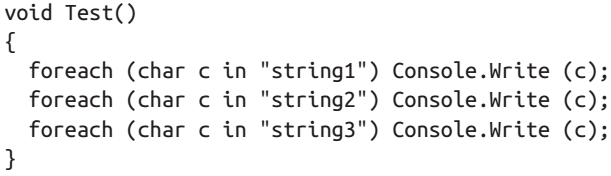 void Test()
{
  foreach (char c in "string1") Console.Write (c);
  foreach (char c in "string2") Console.Write (c);
  foreach (char c in "string3") Console.Write (c);
}